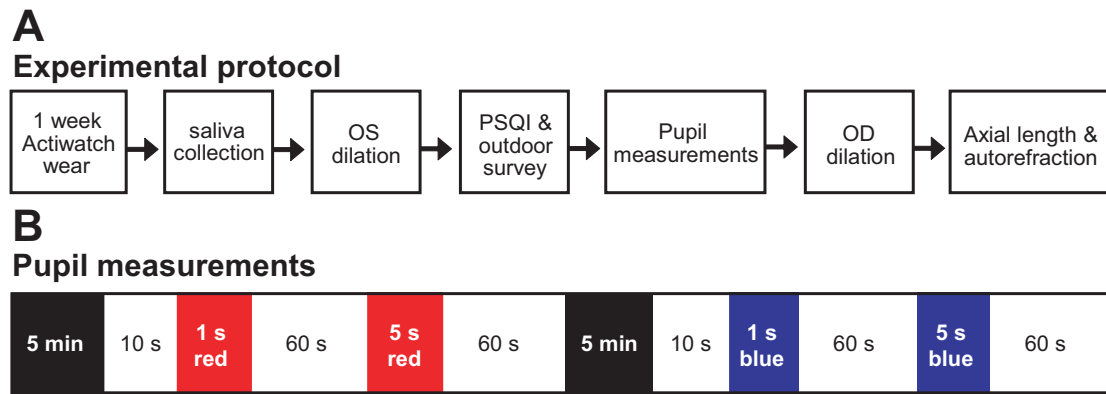 A
Experimental protocol
1 week
Actiwatch
wear
saliva
collection
OS
dilation
PSQI &
outdoor
survey
Pupil
measurements
OD
dilation
Axial length &
autorefraction
B
Pupil measurements
5 min
10 s
1 s
red
60 s
5 s
red
60 s
5 min
10 s
1 s
blue
60 s
5 s
blue
60 s